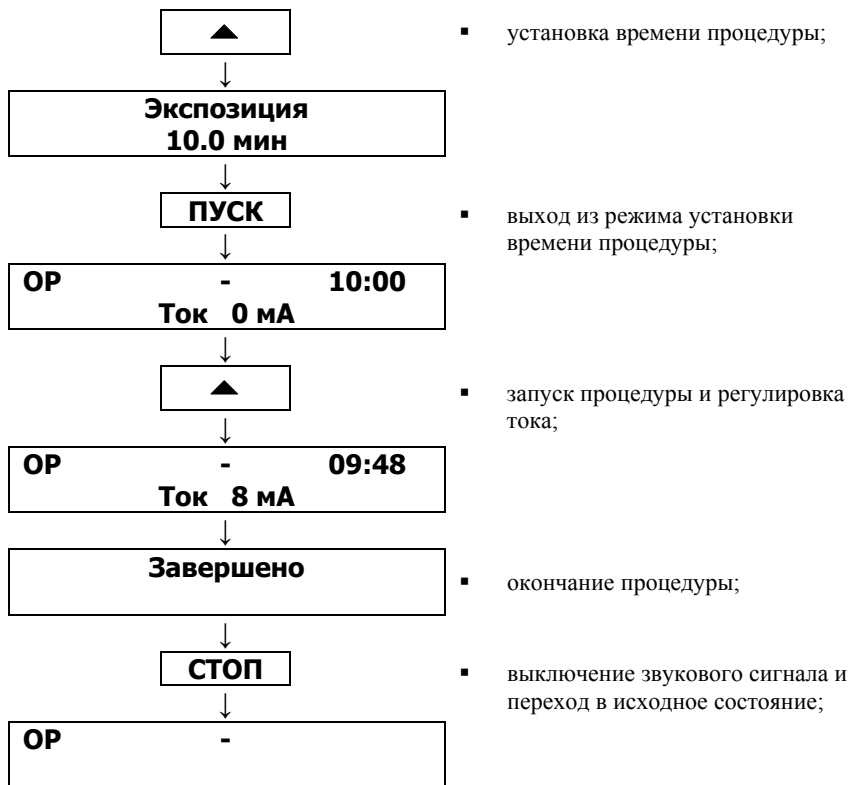 ▲
▪ установка времени процедуры;
↓
Экспозиция
10.0 мин
↓
ПУСК
▪ выход из режима установки
времени процедуры;
↓
ОР - 10:00
Ток 0 мА
↓
▲
▪ запуск процедуры и регулировка
тока;
↓
ОР - 09:48
Ток 8 мА
↓
Завершено
▪ окончание процедуры;
↓
СТОП
▪ выключение звукового сигнала и
переход в исходное состояние;
↓
ОР -